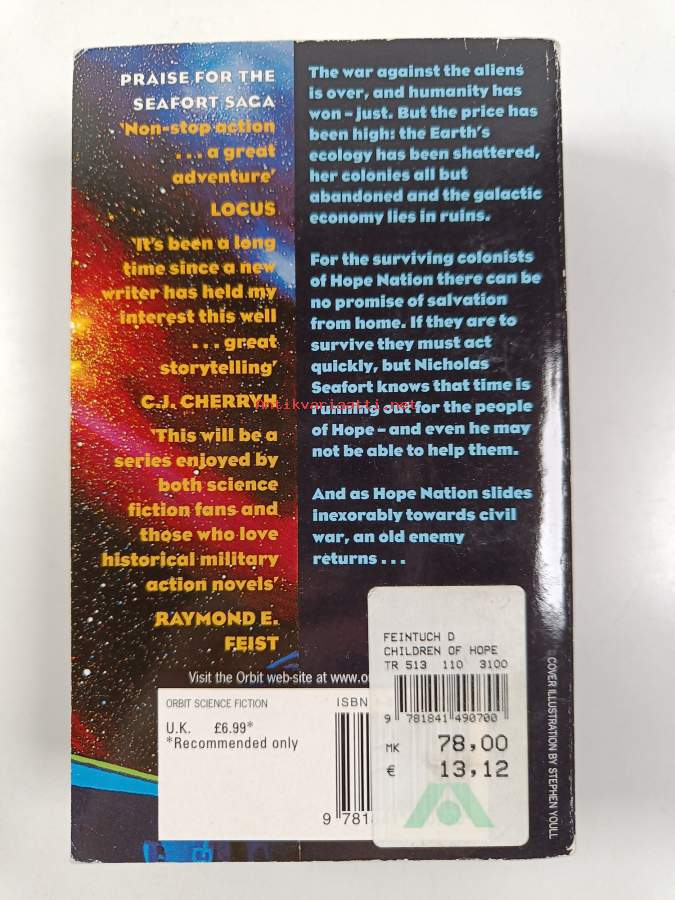 PRAISE FOR THE
SEAFORT SAGA
'Non-stop action
... a great
adventure'
LOCUS
'It's been a long
time since a new
writer has held my
interest this well
... great
storytelling'
C.J. CHERRYH
'This will be a
series enjoyed by
both science
fiction fans and
those who love
historical military
action novels'
RAYMOND E.
FEIST
The war against the aliens
is over, and humanity has
won – just. But the price has
been high: the Earth's
ecology has been shattered,
her colonies all but
abandoned and the galactic
economy lies in ruins.
For the surviving colonists
of Hope Nation there can be
no promise of salvation
from home. If they are to
survive they must act
quickly, but Nicholas
Seafort knows that time is
running out for the people
of Hope – and even he may
not be able to help them.
And as Hope Nation slides
inexorably towards civil
war, an old enemy
returns ...
Antikvariaatti.net
Visit the Orbit web-site at www.o
ORBIT SCIENCE FICTION
U.K. £6.99*
*Recommended only
ISBN
9 781
FEINTUCH D
CHILDREN OF HOPE
TR 513 110 3100
9 781841 490700
MK 78,00
€ 13,12
COVER ILLUSTRATION BY STEPHEN YOULL